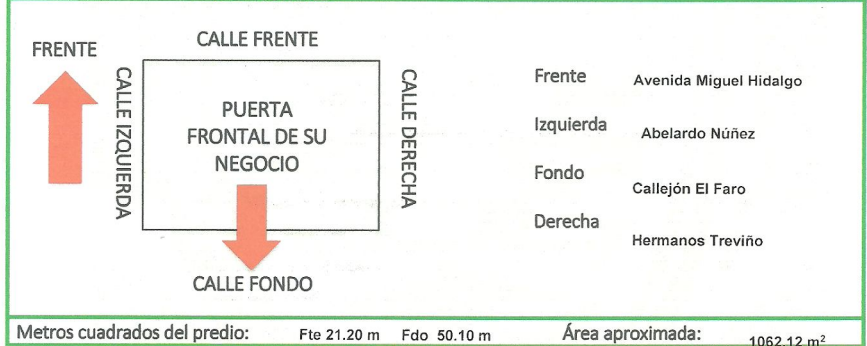 FRENTE
CALLE FRENTE
CALLE IZQUIERDA
PUERTA
FRONTAL DE SU
NEGOCIO
CALLE DERECHA
CALLE FONDO
Frente Avenida Miguel Hidalgo
Izquierda Abelardo Núñez
Fondo Callejón El Faro
Derecha Hermanos Treviño
Metros cuadrados del predio: Fte 21.20 m Fdo 50.10 m Área aproximada: 1062.12 m²